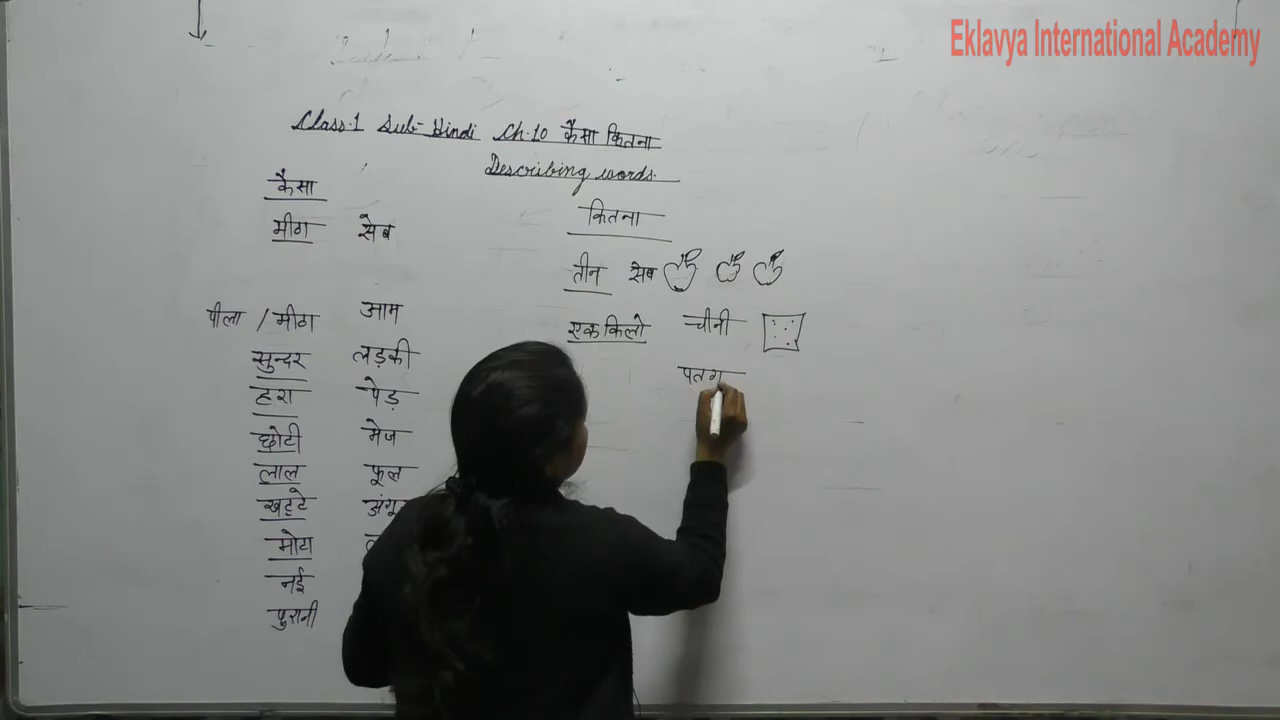 Eklavya International Academy
Class-1 Sub- Hindi Ch-10 कैसा कितना
Describing words.
कैसा
मीठा सेब
पीला / मीठा आम
सुन्दर लड़की
हरा पेड़
छोटी मेज
लाल फूल
खट्टे
मोटा
नई
पुरानी
कितना
तीन सेब
एक किलो चीनी
पतग